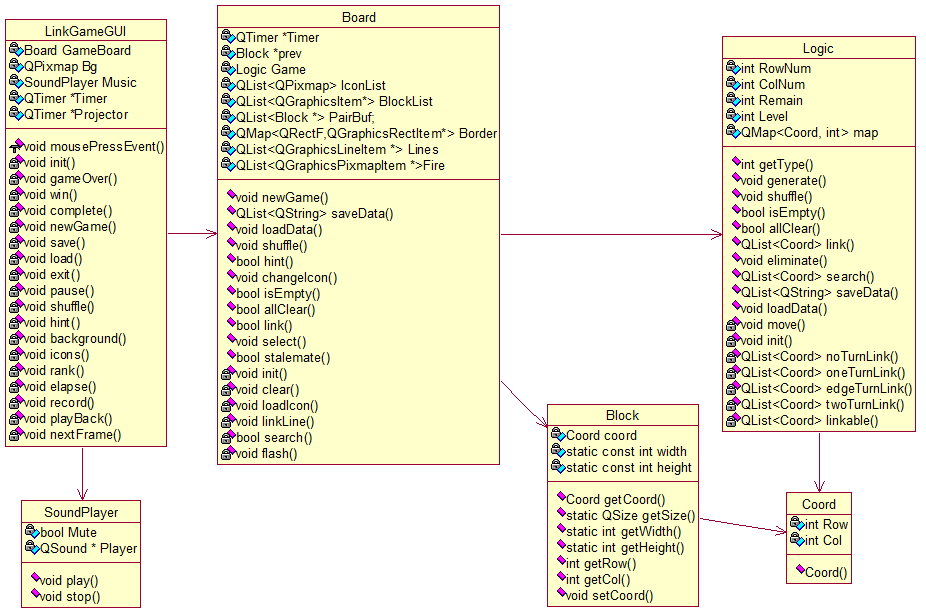 LinkGameGUI
Board GameBoard
QPixmap Bg
SoundPlayer Music
QTimer *Timer
QTimer *Projector
void mousePressEvent()
void init()
void gameOver()
void win()
void complete()
void newGame()
void save()
void load()
void exit()
void pause()
void shuffle()
void hint()
void background()
void icons()
void rank()
void elapse()
void record()
void playBack()
void nextFrame()
SoundPlayer
bool Mute
QSound * Player
void play()
void stop()
Board
QTimer *Timer
Block *prev
Logic Game
QList<QPixmap> IconList
QList<QGraphicsItem*> BlockList
QList<Block *> PairBuf;
QMap<QRectF,QGraphicsRectItem*> Border
QList<QGraphicsLineItem *> Lines
QList<QGraphicsPixmapItem *>Fire
void newGame()
QList<QString> saveData()
void loadData()
void shuffle()
bool hint()
void changeIcon()
bool isEmpty()
bool allClear()
bool link()
void select()
bool stalemate()
void init()
void clear()
void loadIcon()
void linkLine()
bool search()
void flash()
Block
Coord coord
static const int width
static const int height
Coord getCoord()
static QSize getSize()
static int getWidth()
static int getHeight()
int getRow()
int getCol()
void setCoord()
Logic
int RowNum
int ColNum
int Remain
int Level
QMap<Coord, int> map
int getType()
void generate()
void shuffle()
bool isEmpty()
bool allClear()
QList<Coord> link()
void eliminate()
QList<Coord> search()
QList<QString> saveData()
void loadData()
void move()
void init()
QList<Coord> noTurnLink()
QList<Coord> oneTurnLink()
QList<Coord> edgeTurnLink()
QList<Coord> twoTurnLink()
QList<Coord> linkable()
Coord
int Row
int Col
Coord()